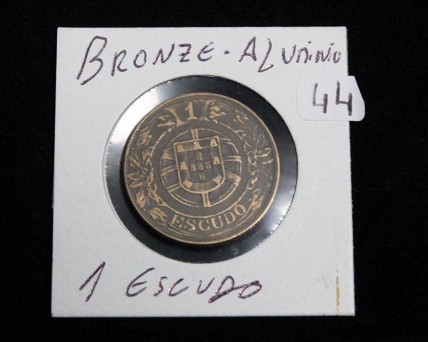 BRONZE - ALUMINIO
44
1
ESCUDO
1 ESCUDO